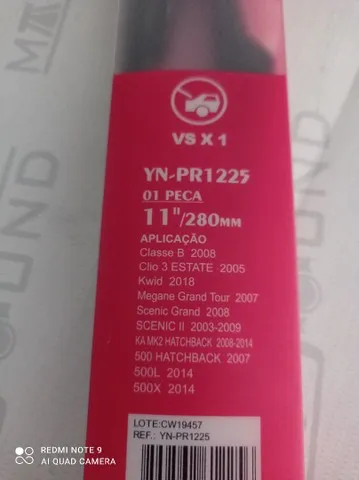 VS X 1
YN-PR1225
01 PECA
11"/280MM
APLICAÇÃO
Classe B 2008
Clio 3 ESTATE 2005
Kwid 2018
Megane Grand Tour 2007
Scenic Grand 2008
SCENIC II 2003-2009
KA MK2 HATCHBACK 2008-2014
500 HATCHBACK 2007
500L 2014
500X 2014
LOTE:CW19457
REF.: YN-PR1225
REDMI NOTE 9
AI QUAD CAMERA